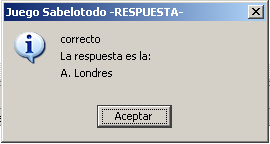 Juego Sabelotodo -RESPUESTA-
correcto
La respuesta es la:
A. Londres
Aceptar